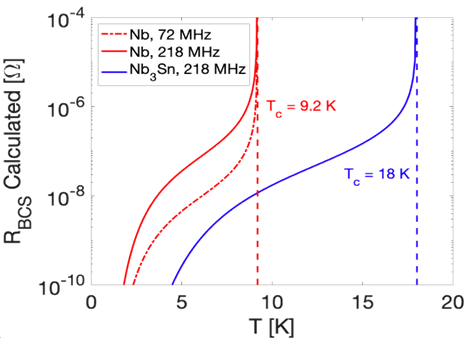 10⁻⁴
10⁻⁶
10⁻⁸
10⁻¹⁰
R_BCS Calculated [Ω]
Nb, 72 MHz
Nb, 218 MHz
Nb₃Sn, 218 MHz
T_c = 9.2 K
T_c = 18 K
0 5 10 15 20
T [K]